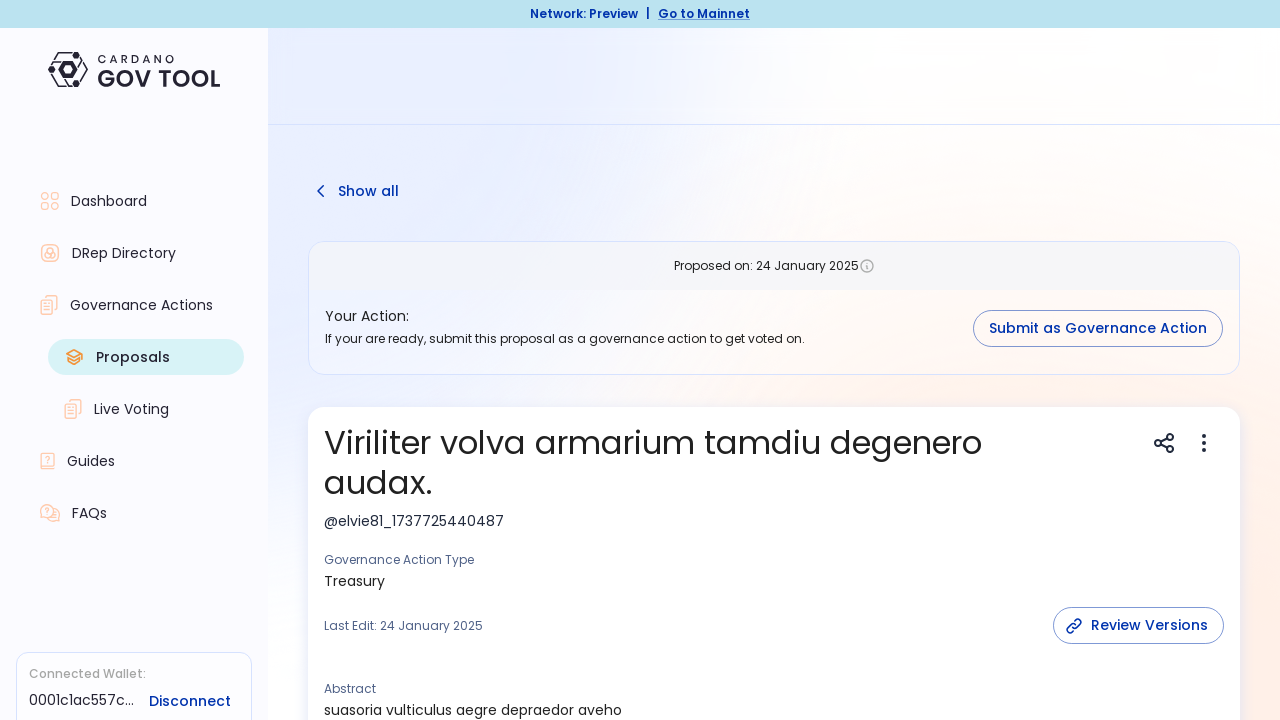 Network: Preview | Go to Mainnet
CARDANO
GOV TOOL
Dashboard
DRep Directory
Governance Actions
Proposals
Live Voting
Guides
FAQs
Connected Wallet:
0001c1ac557c...
Disconnect
Show all
Proposed on: 24 January 2025
Your Action:
If your are ready, submit this proposal as a governance action to get voted on.
Submit as Governance Action
Viriliter volva armarium tamdiu degenero
audax.
@elvie81_1737725440487
Governance Action Type
Treasury
Last Edit: 24 January 2025
Review Versions
Abstract
suasoria vulticulus aegre depraedor aveho